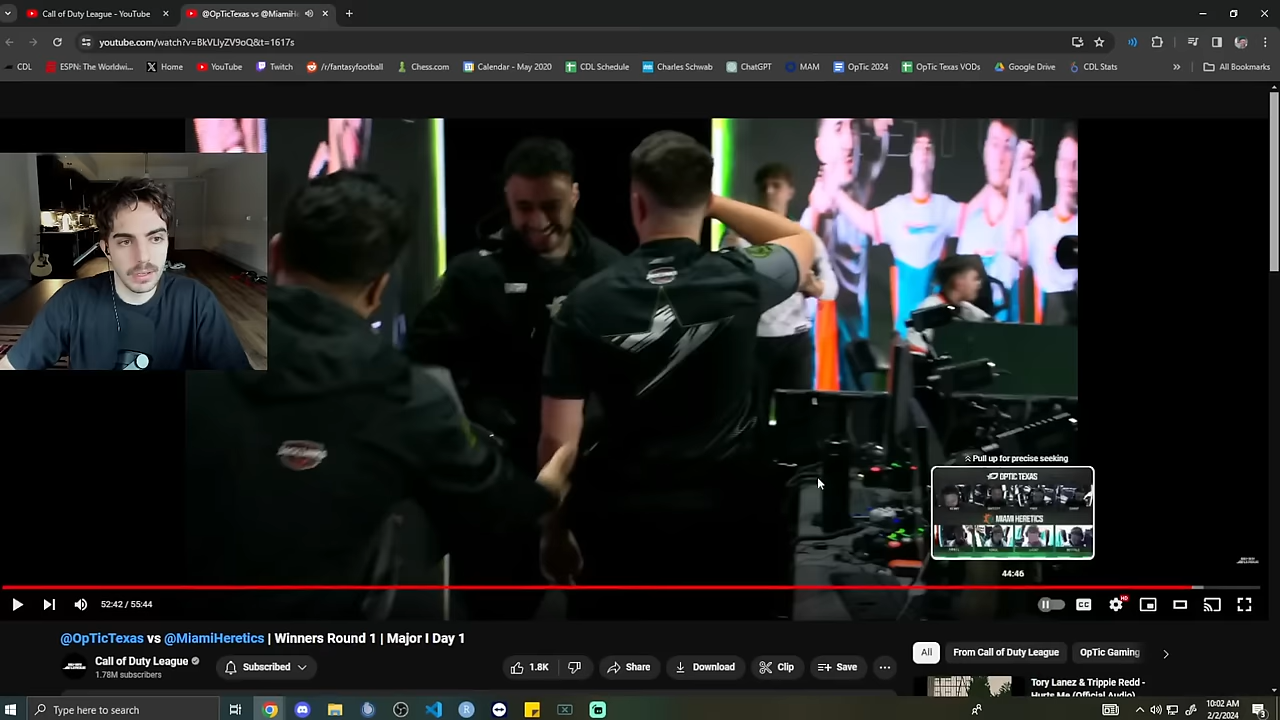 Call of Duty League - YouTube
@OpTicTexas vs @MiamiHe
youtube.com/watch?v=BkVLIyZV9oQ&t=1617s
CDL
ESPN: The Worldwi...
Home
YouTube
Twitch
/r/fantasyfootball
Chess.com
Calendar - May 2020
CDL Schedule
Charles Schwab
ChatGPT
MAM
OpTic 2024
OpTic Texas VODs
Google Drive
CDL Stats
»
All Bookmarks
Pull up for precise seeking
OPTIC TEXAS
MIAMI HERETICS
44:46
52:42 / 55:44
CC
HD
@OpTicTexas vs @MiamiHeretics | Winners Round 1 | Major I Day 1
Call of Duty League
1.78M subscribers
Subscribed
1.8K
Share
Download
Clip
Save
All
From Call of Duty League
OpTic Gaming
Tory Lanez & Trippie Redd -
Hurts Me (Official Audio)
Type here to search
10:02 AM
2/2/2024